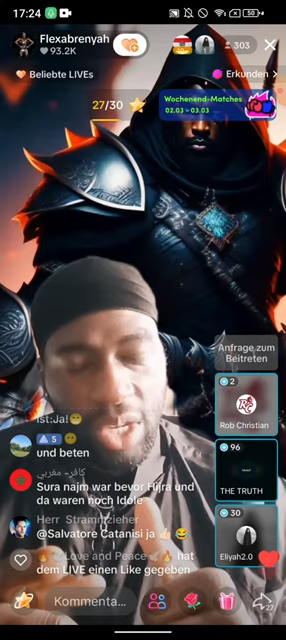 17:24
50
Flexabrenyah
93.2K
303
Beliebte LIVEs
Erkunden >
27/30
Wochenend-Matches
02.03 – 03.03
Anfrage zum
Beitreten
2
RC
Rob Christian
96
THE TRUTH
30
Eliyah2.0
ist:Ja!
5
und beten
كافر- مغربي
Sura najm war bevor Hijra und
da waren noch Idole
Herr Strammzieher
@Salvatore Catanisi ja 👍🏻 😂
Love and Peace hat
dem LIVE einen Like gegeben
Kommenta...
27